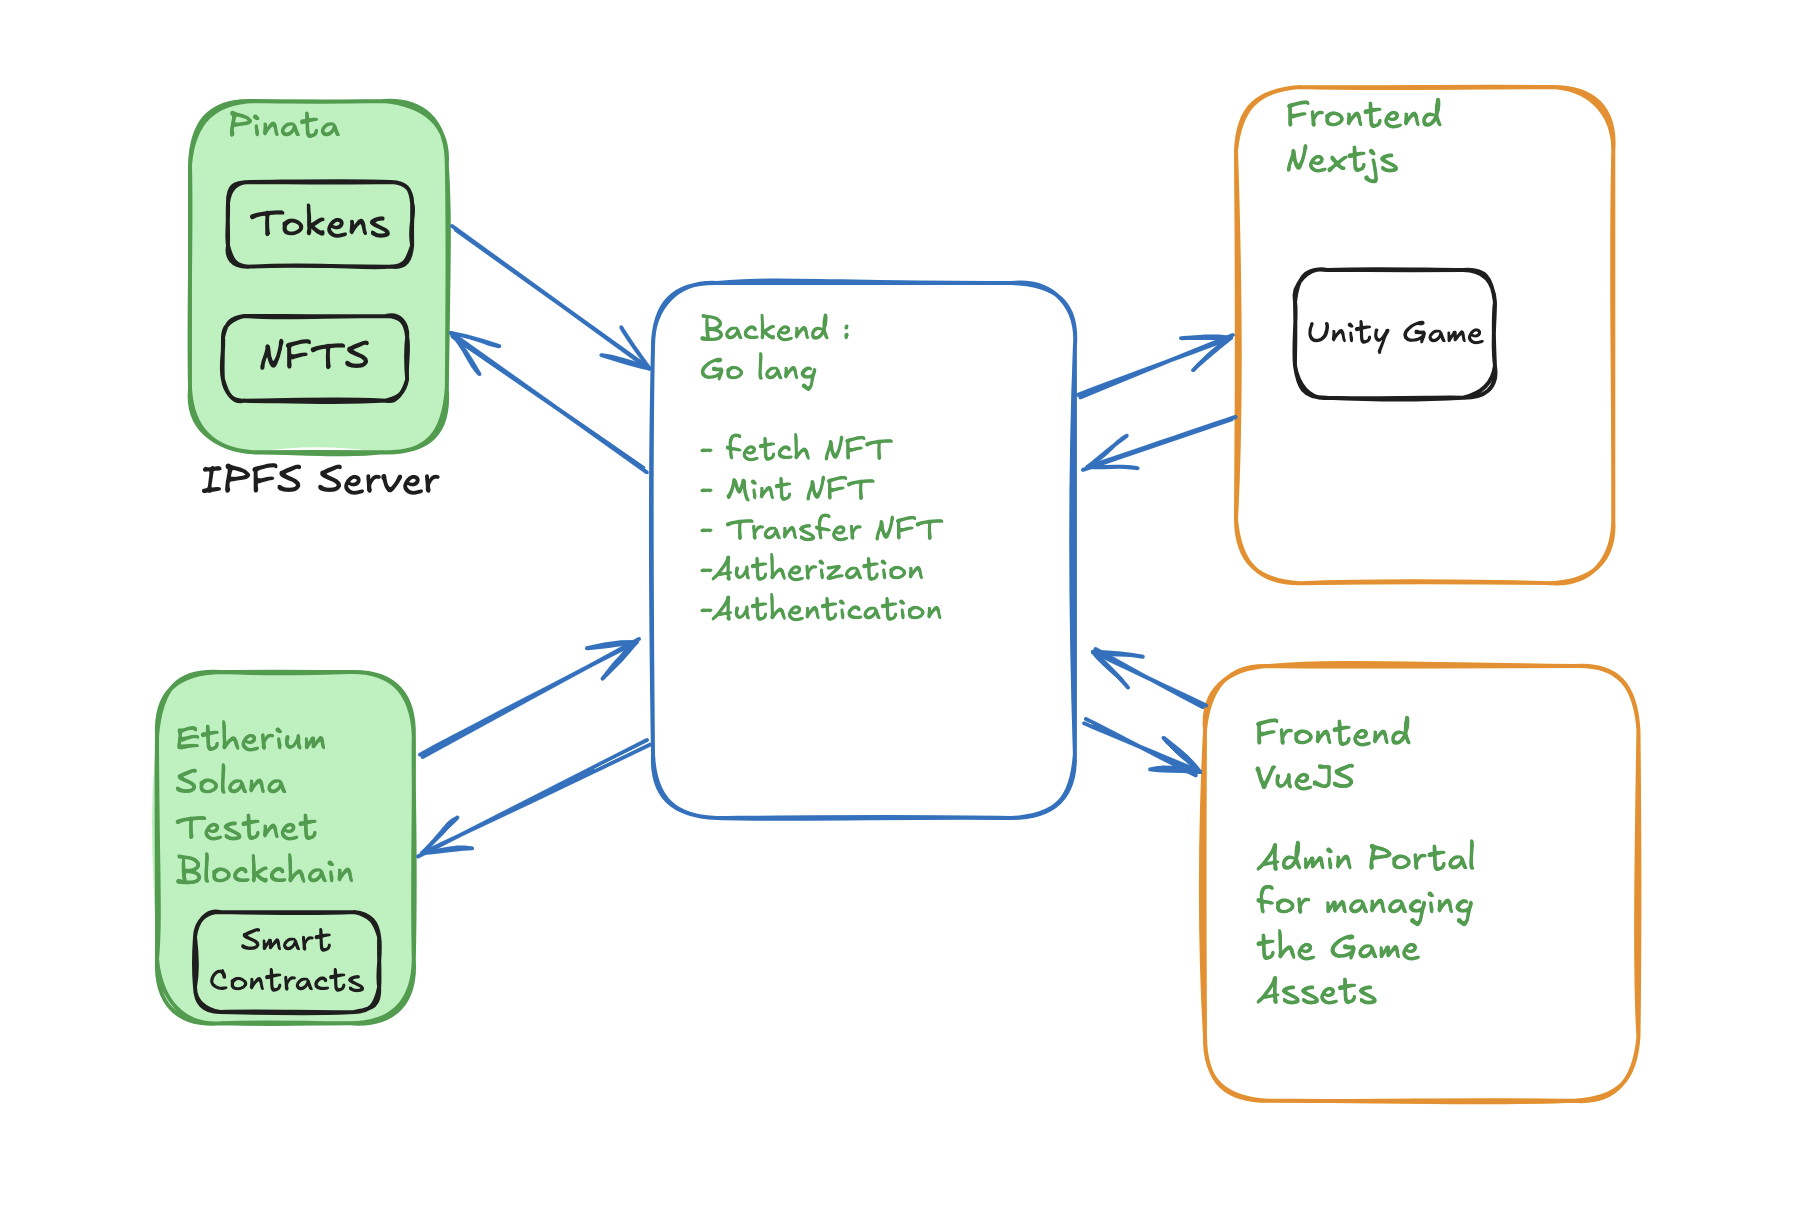 Pinata
Tokens
NFTS
IPFS Server
Etherium
Solana
Testnet
Blockchain
Smart
Contracts
Backend :
Go lang
- fetch NFT
- Mint NFT
- Transfer NFT
-Autherization
-Authentication
Frontend
Nextjs
Unity Game
Frontend
VueJS
Admin Portal
for managing
the Game
Assets